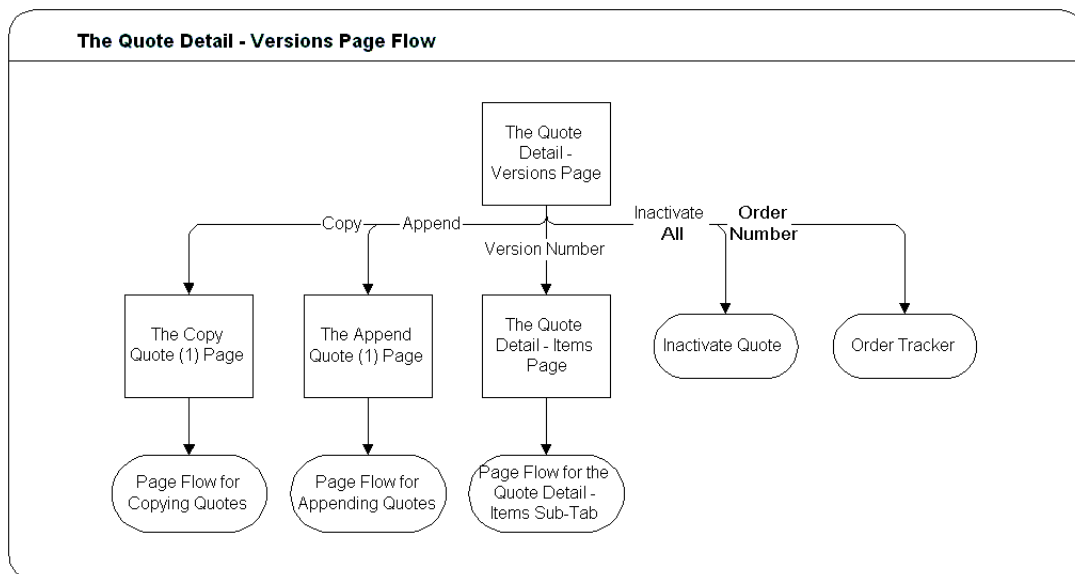 The Quote Detail - Versions Page Flow
The Quote
Detail -
Versions Page
Copy
Append
Inactivate
All
Order
Number
Version Number
The Copy
Quote (1) Page
The Append
Quote (1) Page
The Quote
Detail - Items
Page
Inactivate Quote
Order Tracker
Page Flow for
Copying Quotes
Page Flow for
Appending Quotes
Page Flow for the
Quote Detail -
Items Sub-Tab